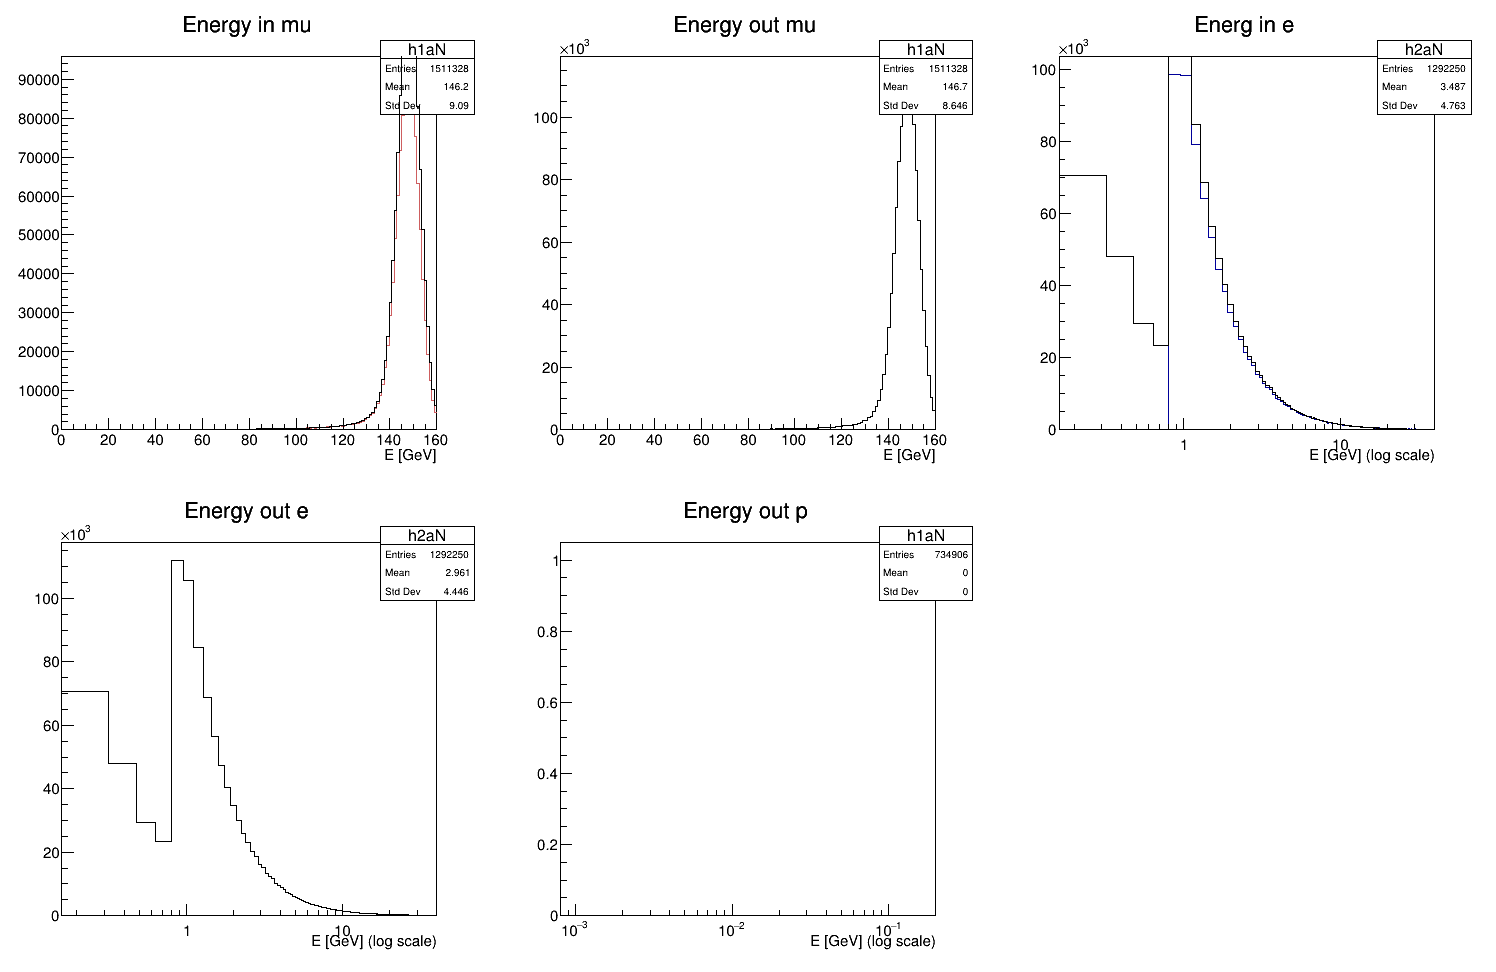 Energy in mu
h1aN
Entries 1511328
Mean 146.2
Std Dev 9.09
90000
80000
70000
60000
50000
40000
30000
20000
10000
0
0 20 40 60 80 100 120 140 160
E [GeV]
Energy out mu
×10³
h1aN
Entries 1511328
Mean 146.7
Std Dev 8.646
100
80
60
40
20
0
0 20 40 60 80 100 120 140 160
E [GeV]
Energ in e
×10³
h2aN
Entries 1292250
Mean 3.487
Std Dev 4.763
100
80
60
40
20
0
1 10
E [GeV] (log scale)
Energy out e
×10³
h2aN
Entries 1292250
Mean 2.961
Std Dev 4.446
100
80
60
40
20
0
1 10
E [GeV] (log scale)
Energy out p
h1aN
Entries 734906
Mean 0
Std Dev 0
1
0.8
0.6
0.4
0.2
0
10⁻³ 10⁻² 10⁻¹
E [GeV] (log scale)